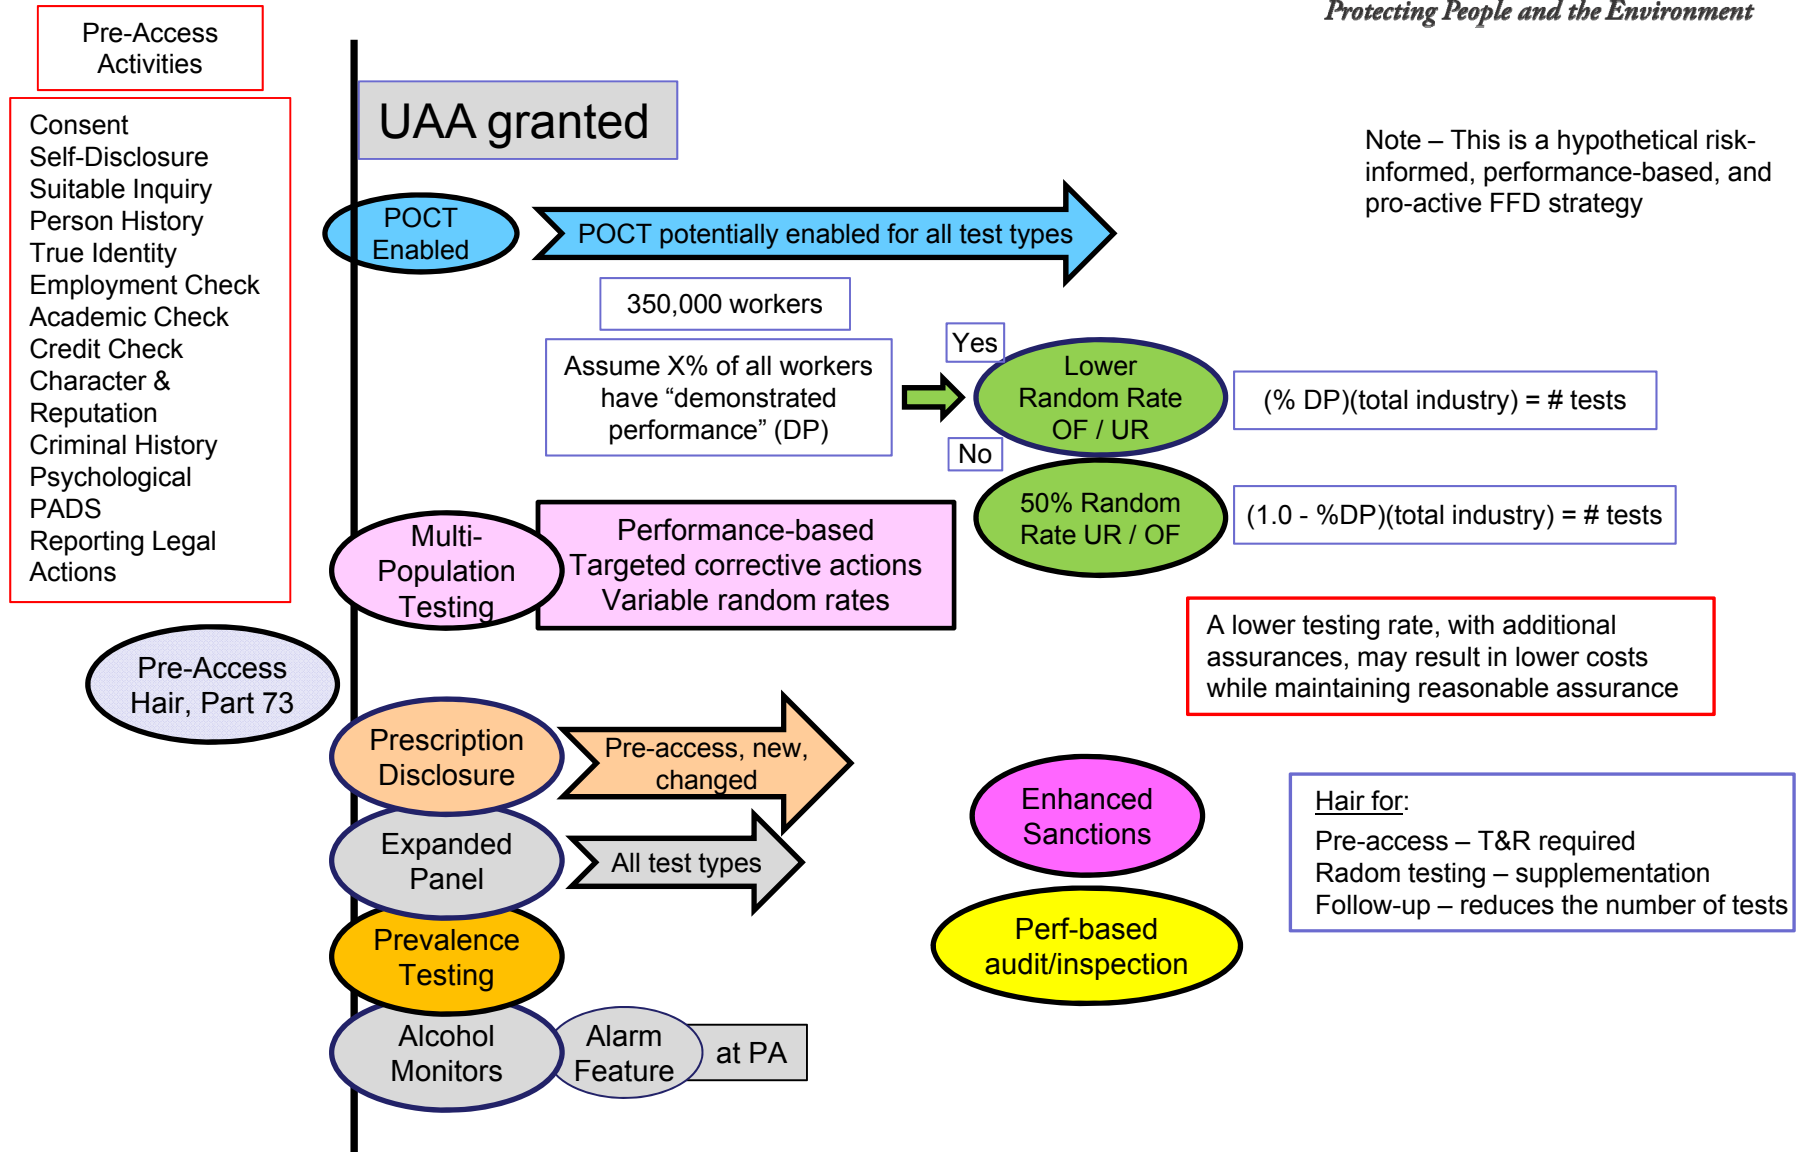 Protecting People and the Environment
Pre-Access
Activities
Consent
Self-Disclosure
Suitable Inquiry
Person History
True Identity
Employment Check
Academic Check
Credit Check
Character &
Reputation
Criminal History
Psychological
PADS
Reporting Legal
Actions
UAA granted
Note – This is a hypothetical risk-
informed, performance-based, and
pro-active FFD strategy
POCT
Enabled
POCT potentially enabled for all test types
350,000 workers
Assume X% of all workers
have “demonstrated
performance” (DP)
Yes
Lower
Random Rate
OF / UR
(% DP)(total industry) = # tests
No
50% Random
Rate UR / OF
(1.0 - %DP)(total industry) = # tests
Multi-
Population
Testing
Performance-based
Targeted corrective actions
Variable random rates
A lower testing rate, with additional
assurances, may result in lower costs
while maintaining reasonable assurance
Pre-Access
Hair, Part 73
Prescription
Disclosure
Pre-access, new,
changed
Expanded
Panel
All test types
Enhanced
Sanctions
Hair for:
Pre-access – T&R required
Radom testing – supplementation
Follow-up – reduces the number of tests
Prevalence
Testing
Perf-based
audit/inspection
Alcohol
Monitors
Alarm
Feature
at PA